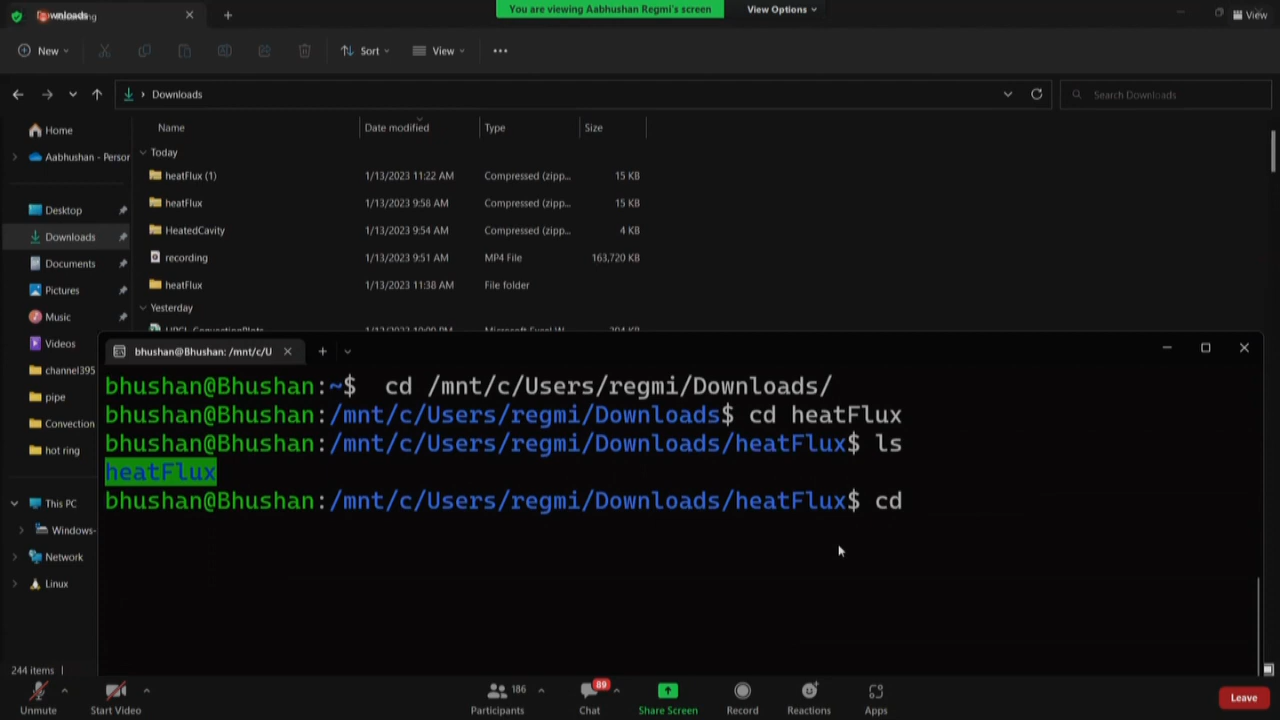 Downloads
You are viewing Aabhushan Regmi's screen
View Options
View
New
Sort
View
Downloads
Search Downloads
Name
Date modified
Type
Size
Home
Aabhushan - Persor
Desktop
Downloads
Documents
Pictures
Music
Videos
channel395
pipe
Convection
hot ring
This PC
Windows-
Network
Linux
Today
heatFlux (1) 1/13/2023 11:22 AM Compressed (zipp... 15 KB
heatFlux 1/13/2023 9:58 AM Compressed (zipp... 15 KB
HeatedCavity 1/13/2023 9:54 AM Compressed (zipp... 4 KB
recording 1/13/2023 9:51 AM MP4 File 163,720 KB
heatFlux 1/13/2023 11:38 AM File folder
Yesterday
bhushan@Bhushan: /mnt/c/U
bhushan@Bhushan:~$ cd /mnt/c/Users/regmi/Downloads/
bhushan@Bhushan:/mnt/c/Users/regmi/Downloads$ cd heatFlux
bhushan@Bhushan:/mnt/c/Users/regmi/Downloads/heatFlux$ ls
heatFlux
bhushan@Bhushan:/mnt/c/Users/regmi/Downloads/heatFlux$ cd
244 items
Unmute
Start Video
186
Participants
89
Chat
Share Screen
Record
Reactions
Apps
Leave